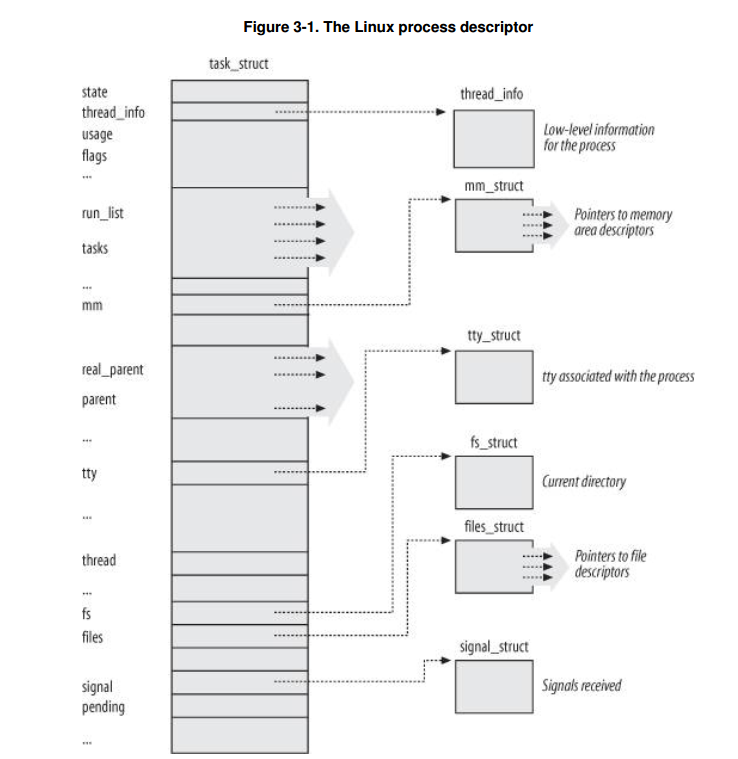 Figure 3-1. The Linux process descriptor
task_struct
state
thread_info
usage
flags
...
run_list
tasks
...
mm
real_parent
parent
...
tty
...
thread
...
fs
files
signal
pending
...
thread_info
Low-level information
for the process
mm_struct
Pointers to memory
area descriptors
tty_struct
tty associated with the process
fs_struct
Current directory
files_struct
Pointers to file
descriptors
signal_struct
Signals received